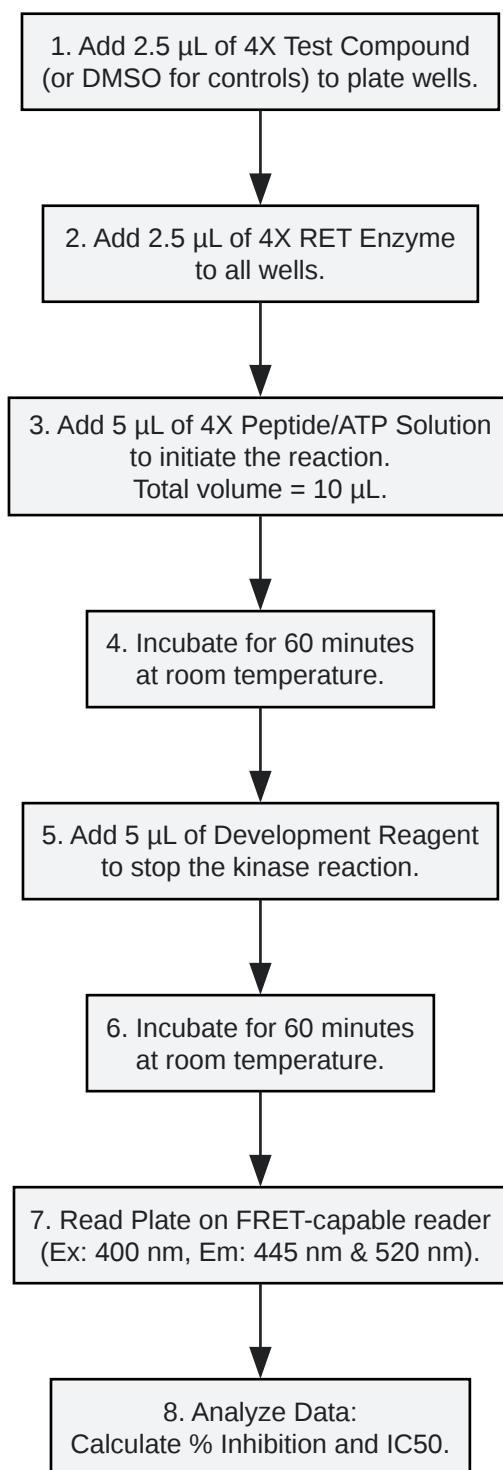 1. Add 2.5 µL of 4X Test Compound
(or DMSO for controls) to plate wells.
2. Add 2.5 µL of 4X RET Enzyme
to all wells.
3. Add 5 µL of 4X Peptide/ATP Solution
to initiate the reaction.
Total volume = 10 µL.
4. Incubate for 60 minutes
at room temperature.
5. Add 5 µL of Development Reagent
to stop the kinase reaction.
6. Incubate for 60 minutes
at room temperature.
7. Read Plate on FRET-capable reader
(Ex: 400 nm, Em: 445 nm & 520 nm).
8. Analyze Data:
Calculate % Inhibition and IC50.